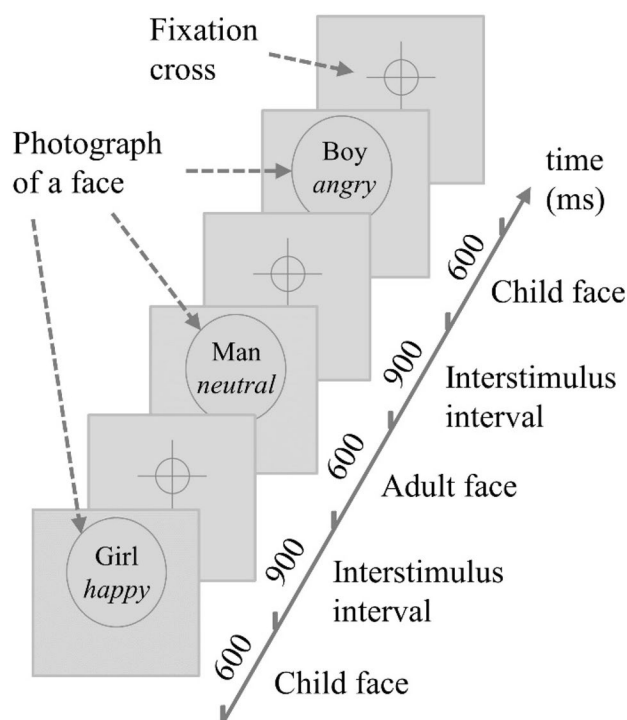 Fixation
cross
Photograph
of a face
Boy
angry
Man
neutral
Girl
happy
time
(ms)
600
Child face
900
Interstimulus
interval
600
Adult face
900
Interstimulus
interval
600
Child face